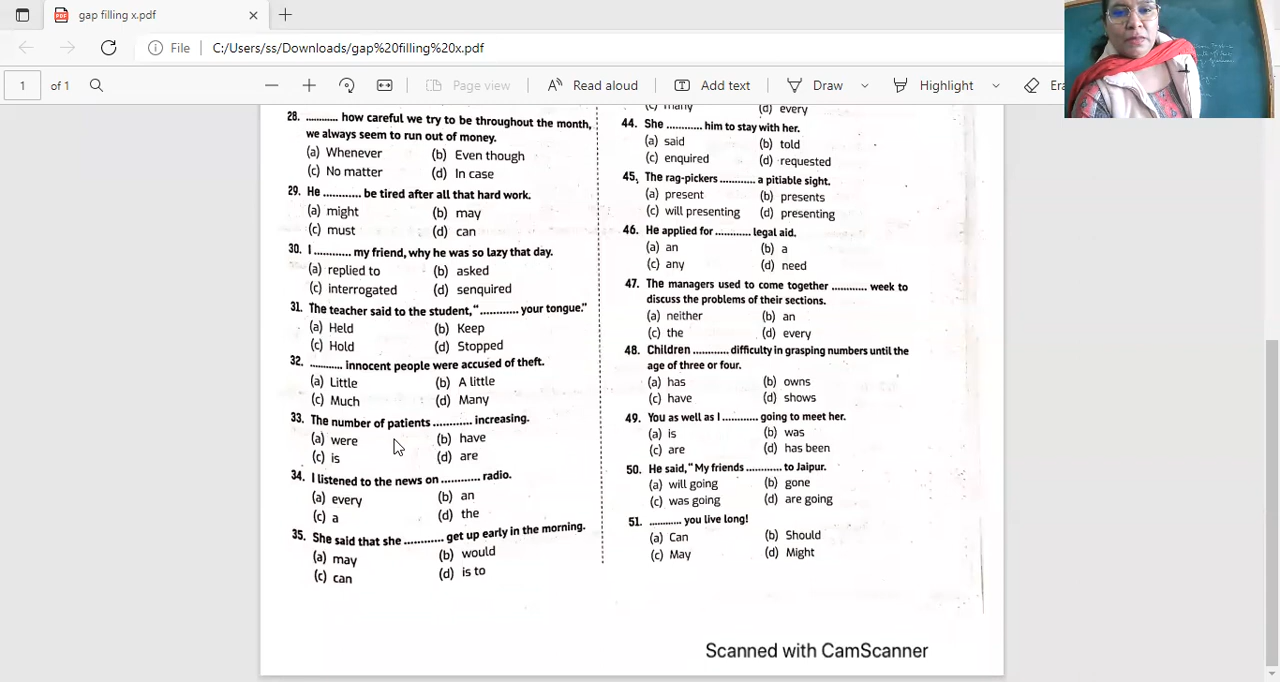 gap filling x.pdf
File
C:/Users/ss/Downloads/gap%20filling%20x.pdf
1 of 1
Page view
Read aloud
Add text
Draw
Highlight
28. ........... how careful we try to be throughout the month,
we always seem to run out of money.
(a) Whenever (b) Even though
(c) No matter (d) In case
29. He ............ be tired after all that hard work.
(a) might (b) may
(c) must (d) can
30. I ............ my friend, why he was so lazy that day.
(a) replied to (b) asked
(c) interrogated (d) senquired
31. The teacher said to the student, "............ your tongue."
(a) Held (b) Keep
(c) Hold (d) Stopped
32. ........... innocent people were accused of theft.
(a) Little (b) A little
(c) Much (d) Many
33. The number of patients ............ increasing.
(a) were (b) have
(c) is (d) are
34. I listened to the news on ............ radio.
(a) every (b) an
(c) a (d) the
35. She said that she ............ get up early in the morning.
(a) may (b) would
(c) can (d) is to
(c) many (d) every
44. She ........... him to stay with her.
(a) said (b) told
(c) enquired (d) requested
45, The rag-pickers ........... a pitiable sight.
(a) present (b) presents
(c) will presenting (d) presenting
46. He applied for ........... legal aid.
(a) an (b) a
(c) any (d) need
47. The managers used to come together ........... week to
discuss the problems of their sections.
(a) neither (b) an
(c) the (d) every
48. Children ........... difficulty in grasping numbers until the
age of three or four.
(a) has (b) owns
(c) have (d) shows
49. You as well as I ........... going to meet her.
(a) is (b) was
(c) are (d) has been
50. He said, "My friends ........... to Jaipur.
(a) will going (b) gone
(c) was going (d) are going
51. .......... you live long!
(a) Can (b) Should
(c) May (d) Might
Scanned with CamScanner